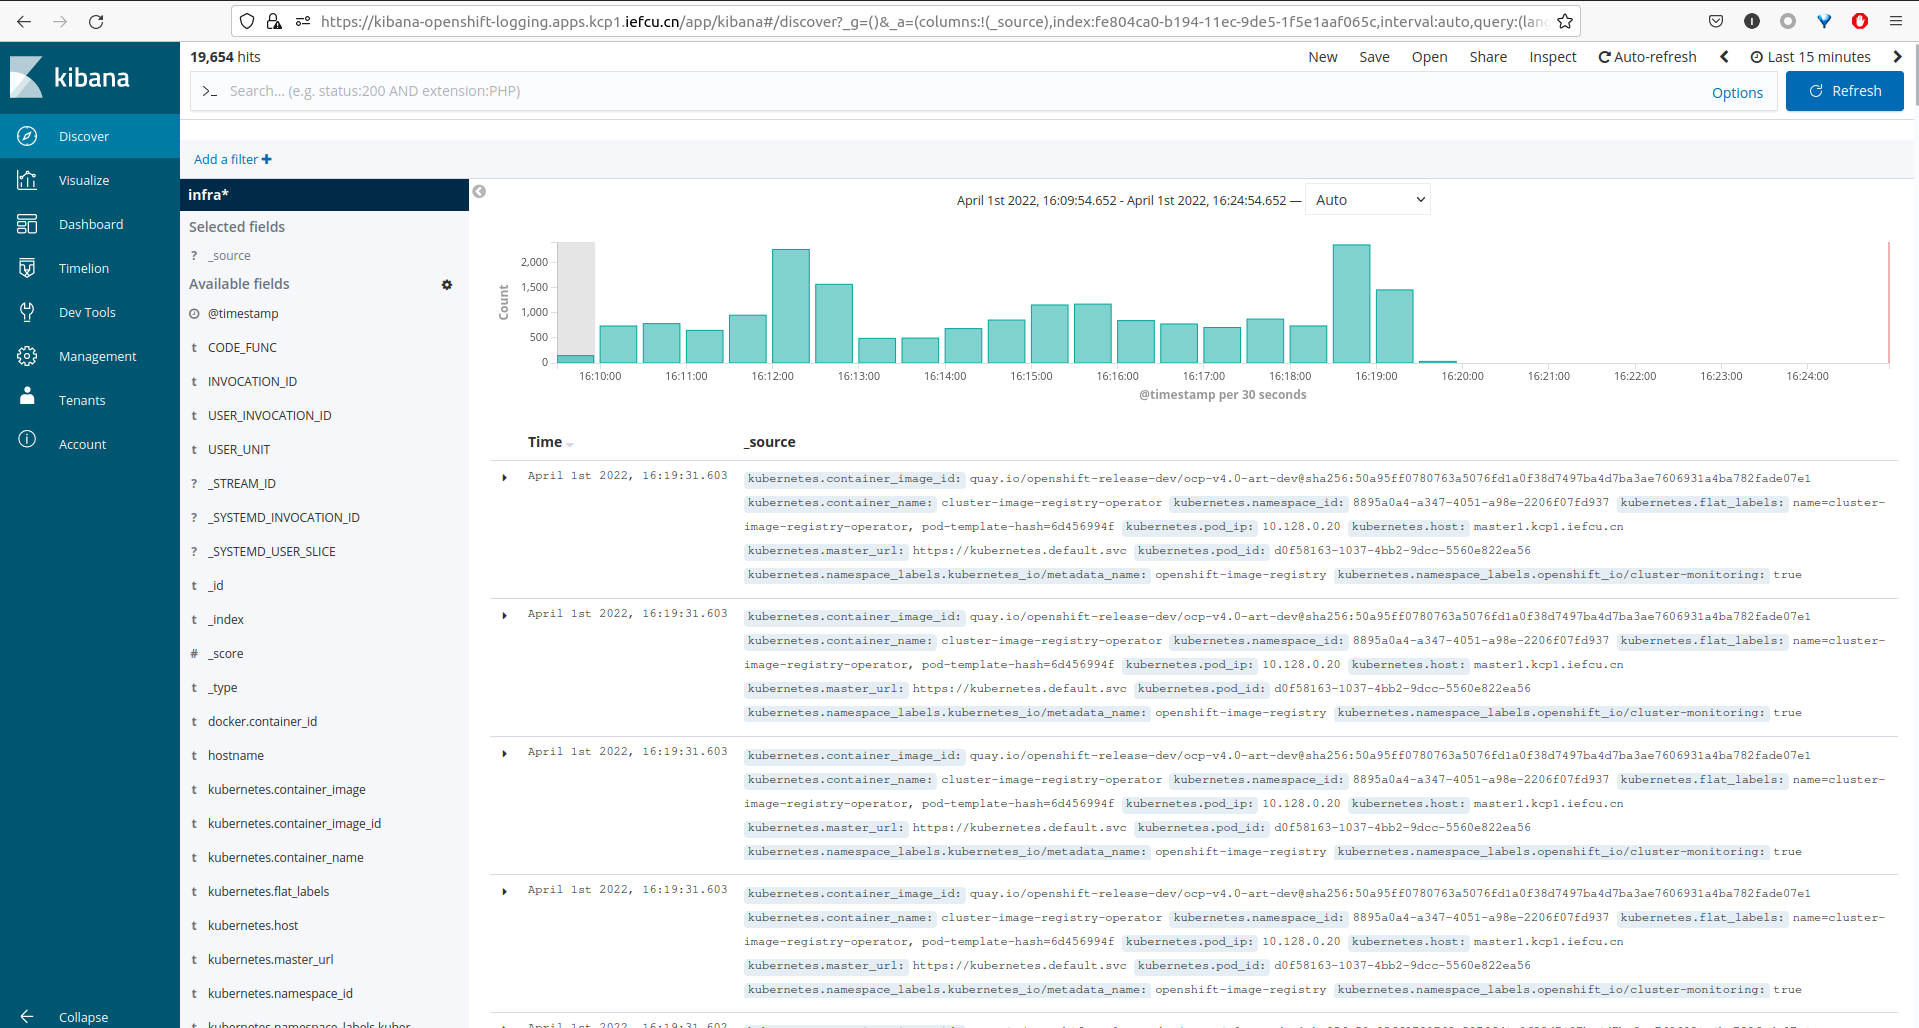 https://kibana-openshift-logging.apps.kcp1.iefcu.cn/app/kibana#/discover?_g=()&_a=(columns:!(_source),index:fe804ca0-b194-11ec-9de5-1f5e1aaf065c,interval:auto,query:(lan
kibana
Discover
Visualize
Dashboard
Timelion
Dev Tools
Management
Tenants
Account
Collapse
19,654 hits
New Save Open Share Inspect Auto-refresh Last 15 minutes
>_ Search... (e.g. status:200 AND extension:PHP) Options Refresh
Add a filter +
infra*
Selected fields
? _source
Available fields
@timestamp
t CODE_FUNC
t INVOCATION_ID
t USER_INVOCATION_ID
t USER_UNIT
? _STREAM_ID
? _SYSTEMD_INVOCATION_ID
? _SYSTEMD_USER_SLICE
t _id
t _index
# _score
t _type
t docker.container_id
t hostname
t kubernetes.container_image
t kubernetes.container_image_id
t kubernetes.container_name
t kubernetes.flat_labels
t kubernetes.host
t kubernetes.master_url
t kubernetes.namespace_id
kubernetes.namespace_labels.kuber
April 1st 2022, 16:09:54.652 - April 1st 2022, 16:24:54.652 — Auto
Count
2,000
1,500
1,000
500
0
16:10:00 16:11:00 16:12:00 16:13:00 16:14:00 16:15:00 16:16:00 16:17:00 16:18:00 16:19:00 16:20:00 16:21:00 16:22:00 16:23:00 16:24:00
@timestamp per 30 seconds
Time _source
April 1st 2022, 16:19:31.603 kubernetes.container_image_id: quay.io/openshift-release-dev/ocp-v4.0-art-dev@sha256:50a95ff0780763a5076fd1a0f38d7497ba4d7ba3ae7606931a4ba782fade07e1
kubernetes.container_name: cluster-image-registry-operator kubernetes.namespace_id: 8895a0a4-a347-4051-a98e-2206f07fd937 kubernetes.flat_labels: name=cluster-
image-registry-operator, pod-template-hash=6d456994f kubernetes.pod_ip: 10.128.0.20 kubernetes.host: master1.kcp1.iefcu.cn
kubernetes.master_url: https://kubernetes.default.svc kubernetes.pod_id: d0f58163-1037-4bb2-9dcc-5560e822ea56
kubernetes.namespace_labels.kubernetes_io/metadata_name: openshift-image-registry kubernetes.namespace_labels.openshift_io/cluster-monitoring: true
April 1st 2022, 16:19:31.603 kubernetes.container_image_id: quay.io/openshift-release-dev/ocp-v4.0-art-dev@sha256:50a95ff0780763a5076fd1a0f38d7497ba4d7ba3ae7606931a4ba782fade07e1
kubernetes.container_name: cluster-image-registry-operator kubernetes.namespace_id: 8895a0a4-a347-4051-a98e-2206f07fd937 kubernetes.flat_labels: name=cluster-
image-registry-operator, pod-template-hash=6d456994f kubernetes.pod_ip: 10.128.0.20 kubernetes.host: master1.kcp1.iefcu.cn
kubernetes.master_url: https://kubernetes.default.svc kubernetes.pod_id: d0f58163-1037-4bb2-9dcc-5560e822ea56
kubernetes.namespace_labels.kubernetes_io/metadata_name: openshift-image-registry kubernetes.namespace_labels.openshift_io/cluster-monitoring: true
April 1st 2022, 16:19:31.603 kubernetes.container_image_id: quay.io/openshift-release-dev/ocp-v4.0-art-dev@sha256:50a95ff0780763a5076fd1a0f38d7497ba4d7ba3ae7606931a4ba782fade07e1
kubernetes.container_name: cluster-image-registry-operator kubernetes.namespace_id: 8895a0a4-a347-4051-a98e-2206f07fd937 kubernetes.flat_labels: name=cluster-
image-registry-operator, pod-template-hash=6d456994f kubernetes.pod_ip: 10.128.0.20 kubernetes.host: master1.kcp1.iefcu.cn
kubernetes.master_url: https://kubernetes.default.svc kubernetes.pod_id: d0f58163-1037-4bb2-9dcc-5560e822ea56
kubernetes.namespace_labels.kubernetes_io/metadata_name: openshift-image-registry kubernetes.namespace_labels.openshift_io/cluster-monitoring: true
April 1st 2022, 16:19:31.603 kubernetes.container_image_id: quay.io/openshift-release-dev/ocp-v4.0-art-dev@sha256:50a95ff0780763a5076fd1a0f38d7497ba4d7ba3ae7606931a4ba782fade07e1
kubernetes.container_name: cluster-image-registry-operator kubernetes.namespace_id: 8895a0a4-a347-4051-a98e-2206f07fd937 kubernetes.flat_labels: name=cluster-
image-registry-operator, pod-template-hash=6d456994f kubernetes.pod_ip: 10.128.0.20 kubernetes.host: master1.kcp1.iefcu.cn
kubernetes.master_url: https://kubernetes.default.svc kubernetes.pod_id: d0f58163-1037-4bb2-9dcc-5560e822ea56
kubernetes.namespace_labels.kubernetes_io/metadata_name: openshift-image-registry kubernetes.namespace_labels.openshift_io/cluster-monitoring: true
April 1st 2022, 16:19:31.602